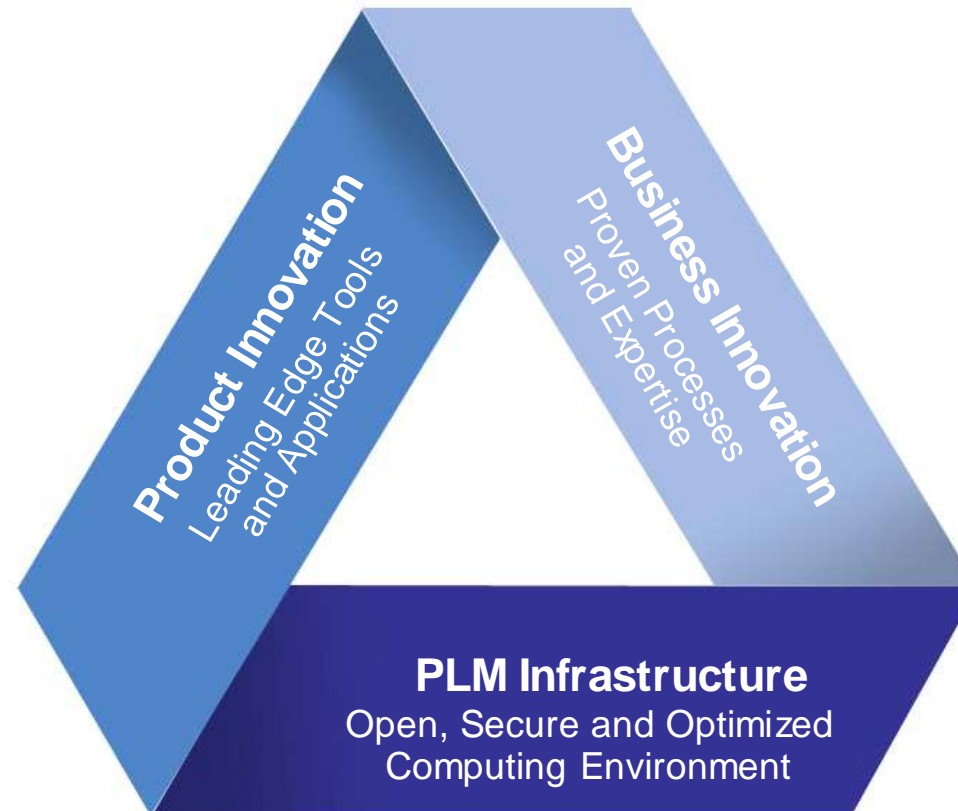 Product Innovation
Leading Edge Tools
and Applications
Business Innovation
Proven Processes
and Expertise
PLM Infrastructure
Open, Secure and Optimized
Computing Environment